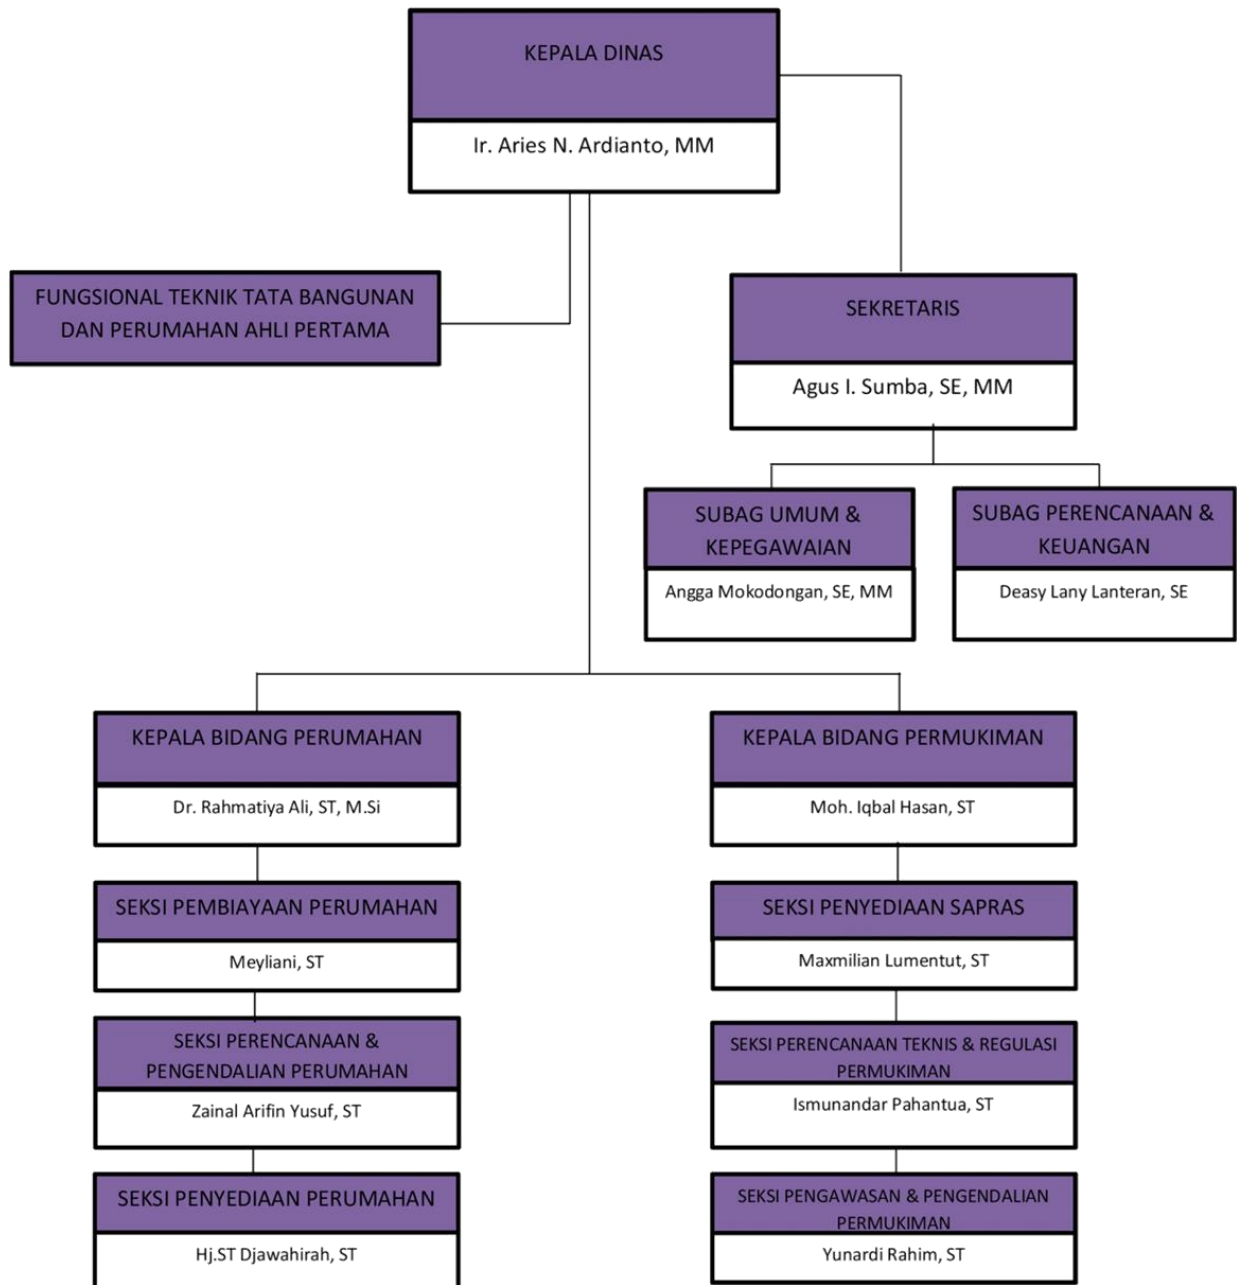 KEPALA DINAS
Ir. Aries N. Ardianto, MM
FUNGSIONAL TEKNIK TATA BANGUNAN
DAN PERUMAHAN AHLI PERTAMA
SEKRETARIS
Agus I. Sumba, SE, MM
SUBAG UMUM &
KEPEGAWAIAN
Angga Mokodongan, SE, MM
SUBAG PERENCANAAN &
KEUANGAN
Deasy Lany Lanteran, SE
KEPALA BIDANG PERUMAHAN
Dr. Rahmatiya Ali, ST, M.Si
SEKSI PEMBIAYAAN PERUMAHAN
Meyliani, ST
SEKSI PERENCANAAN &
PENGENDALIAN PERUMAHAN
Zainal Arifin Yusuf, ST
SEKSI PENYEDIAAN PERUMAHAN
Hj.ST Djawahirah, ST
KEPALA BIDANG PERMUKIMAN
Moh. Iqbal Hasan, ST
SEKSI PENYEDIAAN SAPRAS
Maxmilian Lumentut, ST
SEKSI PERENCANAAN TEKNIS & REGULASI
PERMUKIMAN
Ismunandar Pahantua, ST
SEKSI PENGAWASAN & PENGENDALIAN
PERMUKIMAN
Yunardi Rahim, ST